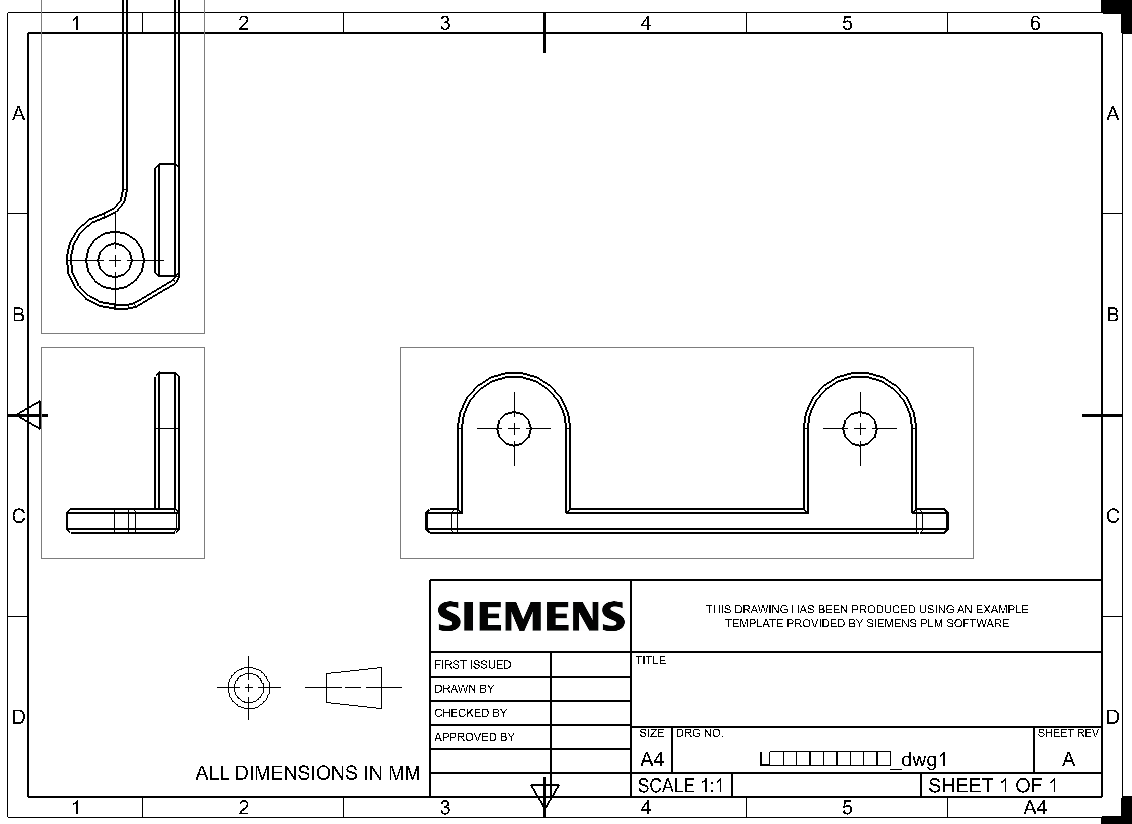 1 2 3 4 5 6
A A
B B
C C
SIEMENS
THIS DRAWING HAS BEEN PRODUCED USING AN EXAMPLE
TEMPLATE PROVIDED BY SIEMENS PLM SOFTWARE
FIRST ISSUED
TITLE
DRAWN BY
CHECKED BY
D D
APPROVED BY
SIZE DRG NO. SHEET REV
A4 L□□□□□□□□□_dwg1 A
ALL DIMENSIONS IN MM
SCALE 1:1 SHEET 1 OF 1
1 2 3 4 5 A4